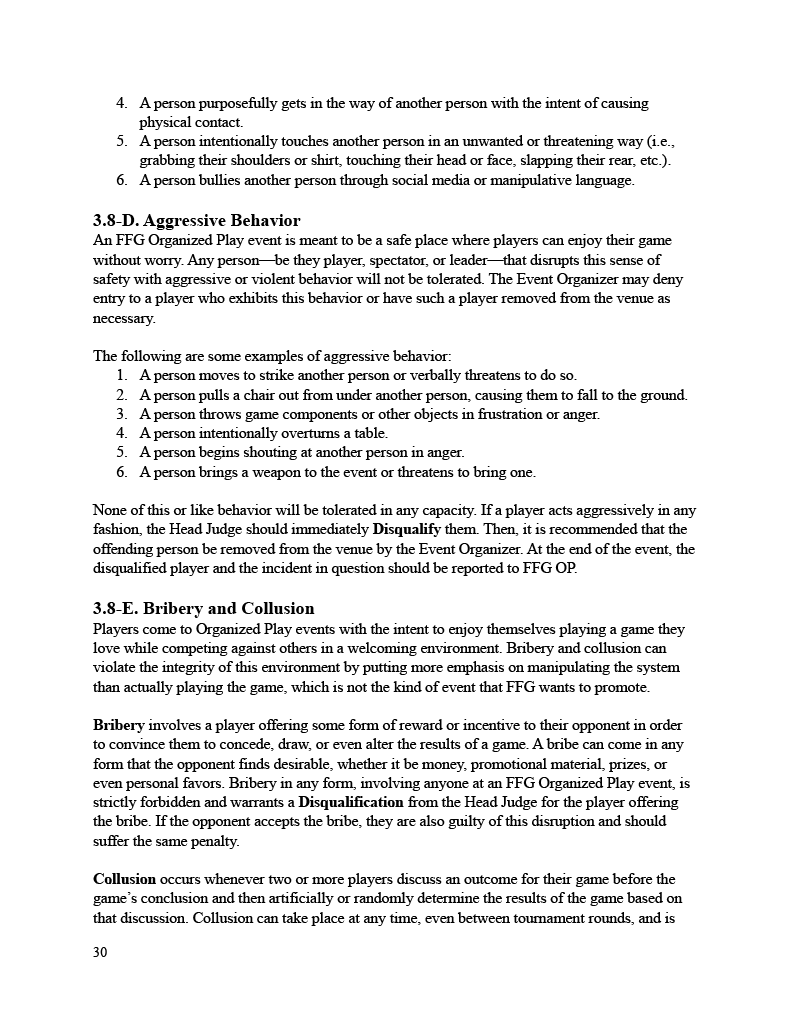 4. A person purposefully gets in the way of another person with the intent of causing
physical contact.
5. A person intentionally touches another person in an unwanted or threatening way (i.e.,
grabbing their shoulders or shirt, touching their head or face, slapping their rear, etc.).
6. A person bullies another person through social media or manipulative language.
3.8-D. Aggressive Behavior
An FFG Organized Play event is meant to be a safe place where players can enjoy their game
without worry. Any person—be they player, spectator, or leader—that disrupts this sense of
safety with aggressive or violent behavior will not be tolerated. The Event Organizer may deny
entry to a player who exhibits this behavior or have such a player removed from the venue as
necessary.
The following are some examples of aggressive behavior:
1. A person moves to strike another person or verbally threatens to do so.
2. A person pulls a chair out from under another person, causing them to fall to the ground.
3. A person throws game components or other objects in frustration or anger.
4. A person intentionally overturns a table.
5. A person begins shouting at another person in anger.
6. A person brings a weapon to the event or threatens to bring one.
None of this or like behavior will be tolerated in any capacity. If a player acts aggressively in any
fashion, the Head Judge should immediately Disqualify them. Then, it is recommended that the
offending person be removed from the venue by the Event Organizer. At the end of the event, the
disqualified player and the incident in question should be reported to FFG OP.
3.8-E. Bribery and Collusion
Players come to Organized Play events with the intent to enjoy themselves playing a game they
love while competing against others in a welcoming environment. Bribery and collusion can
violate the integrity of this environment by putting more emphasis on manipulating the system
than actually playing the game, which is not the kind of event that FFG wants to promote.
Bribery involves a player offering some form of reward or incentive to their opponent in order
to convince them to concede, draw, or even alter the results of a game. A bribe can come in any
form that the opponent finds desirable, whether it be money, promotional material, prizes, or
even personal favors. Bribery in any form, involving anyone at an FFG Organized Play event, is
strictly forbidden and warrants a Disqualification from the Head Judge for the player offering
the bribe. If the opponent accepts the bribe, they are also guilty of this disruption and should
suffer the same penalty.
Collusion occurs whenever two or more players discuss an outcome for their game before the
game's conclusion and then artificially or randomly determine the results of the game based on
that discussion. Collusion can take place at any time, even between tournament rounds, and is
30